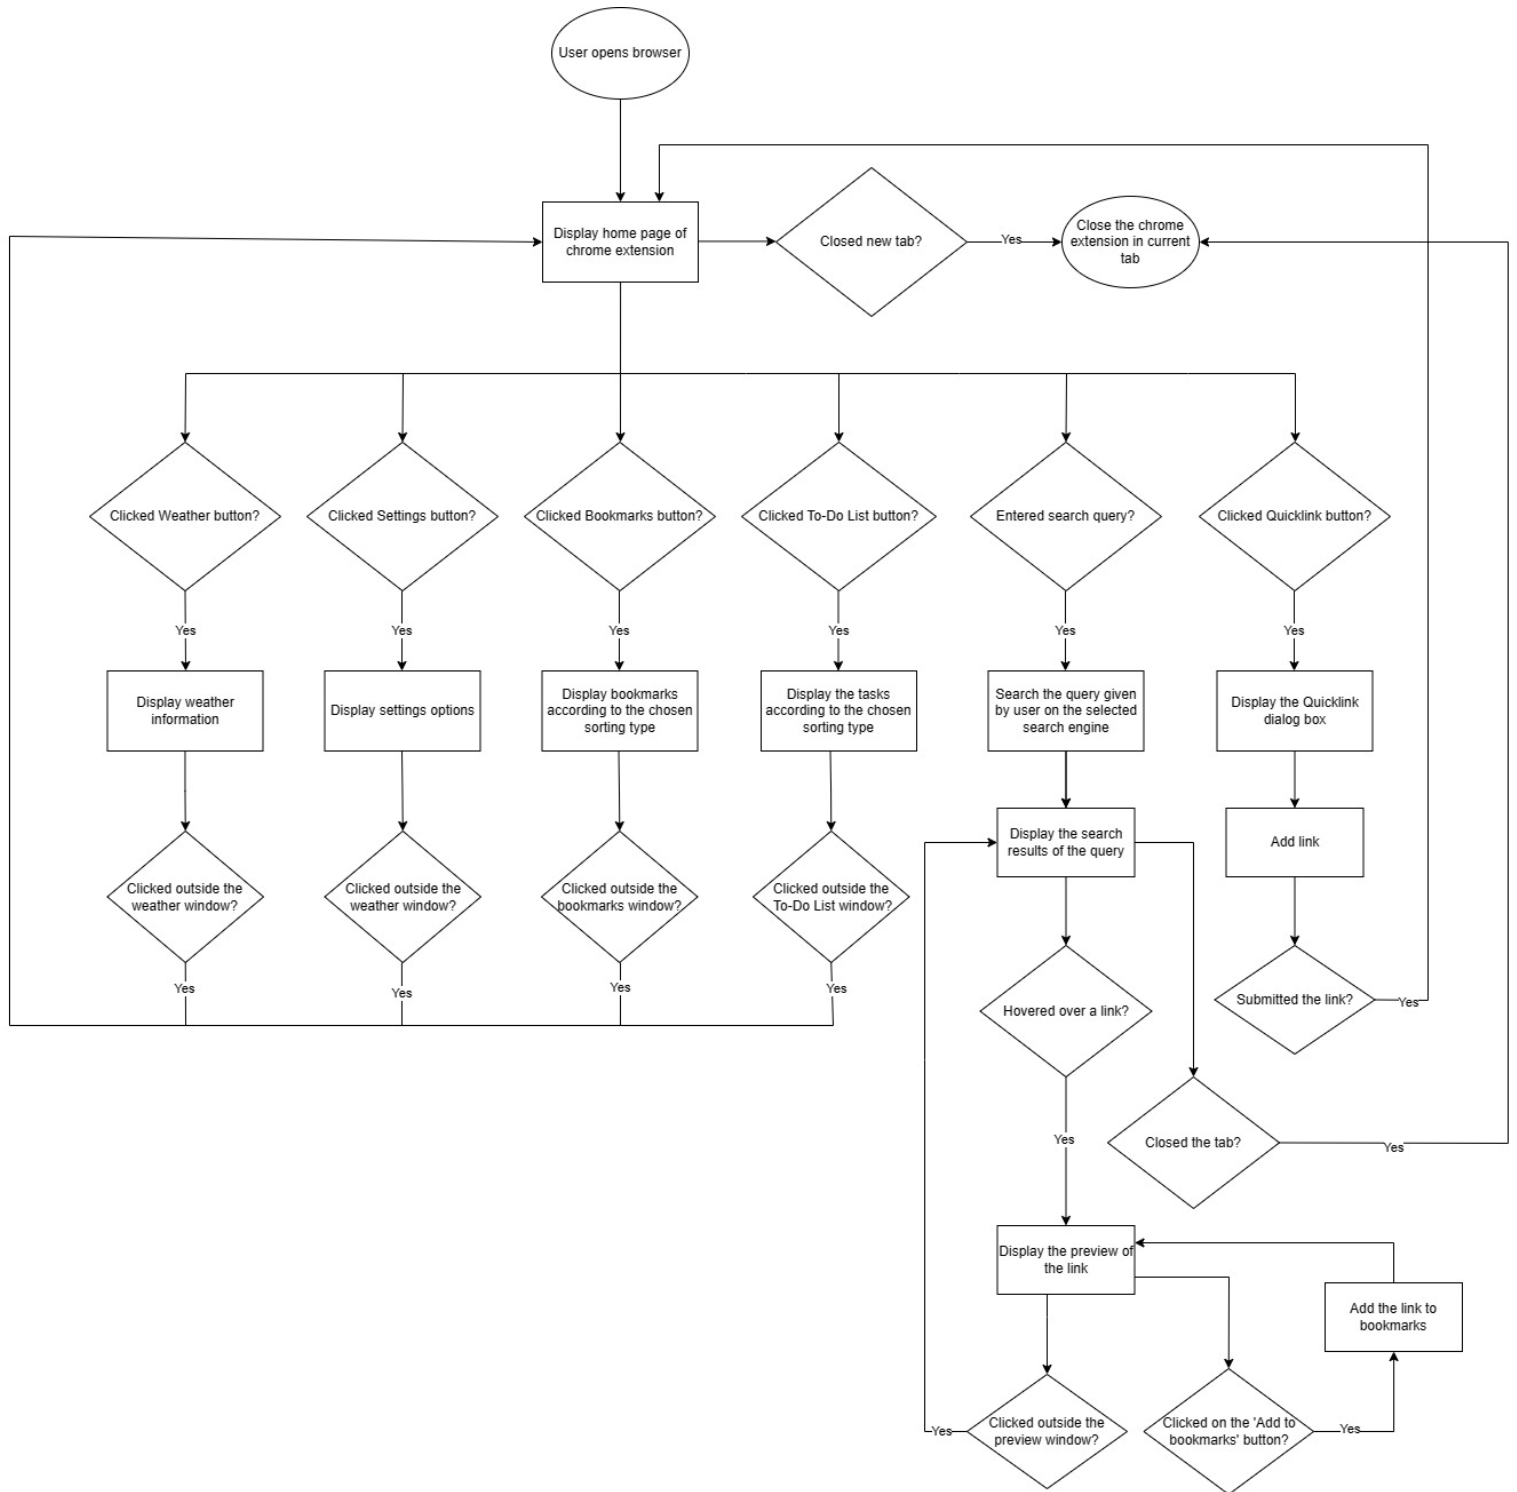 User opens browser
Display home page of
chrome extension
Closed new tab?
Yes
Close the chrome
extension in current
tab
Clicked Weather button?
Clicked Settings button?
Clicked Bookmarks button?
Clicked To-Do List button?
Entered search query?
Clicked Quicklink button?
Yes
Yes
Yes
Yes
Yes
Yes
Display weather
information
Display settings options
Display bookmarks
according to the chosen
sorting type
Display the tasks
according to the chosen
sorting type
Search the query given
by user on the selected
search engine
Display the Quicklink
dialog box
Display the search
results of the query
Add link
Clicked outside the
weather window?
Clicked outside the
weather window?
Clicked outside the
bookmarks window?
Clicked outside the
To-Do List window?
Yes
Yes
Yes
Yes
Hovered over a link?
Submitted the link?
Yes
Yes
Closed the tab?
Yes
Display the preview of
the link
Add the link to
bookmarks
Yes
Clicked outside the
preview window?
Clicked on the 'Add to
bookmarks' button?
Yes